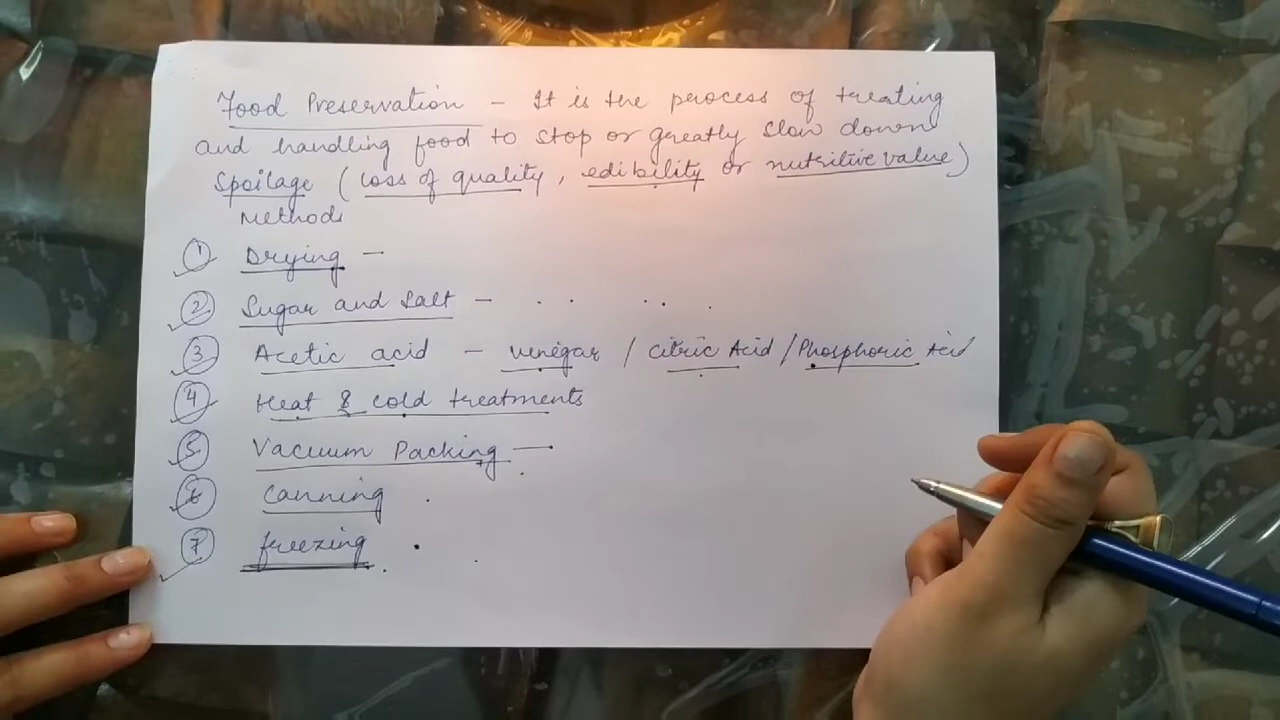 Food Preservation - It is the process of treating
and handling food to stop or greatly slow down
Spoilage (loss of quality, edibility or nutritive value)
Methods
① Drying -
② Sugar and Salt -
③ Acetic acid - venegar / Citric Acid / Phosphoric Acid
④ Heat & cold treatments
⑤ Vacuum Packing -
⑥ Canning
⑦ freezing